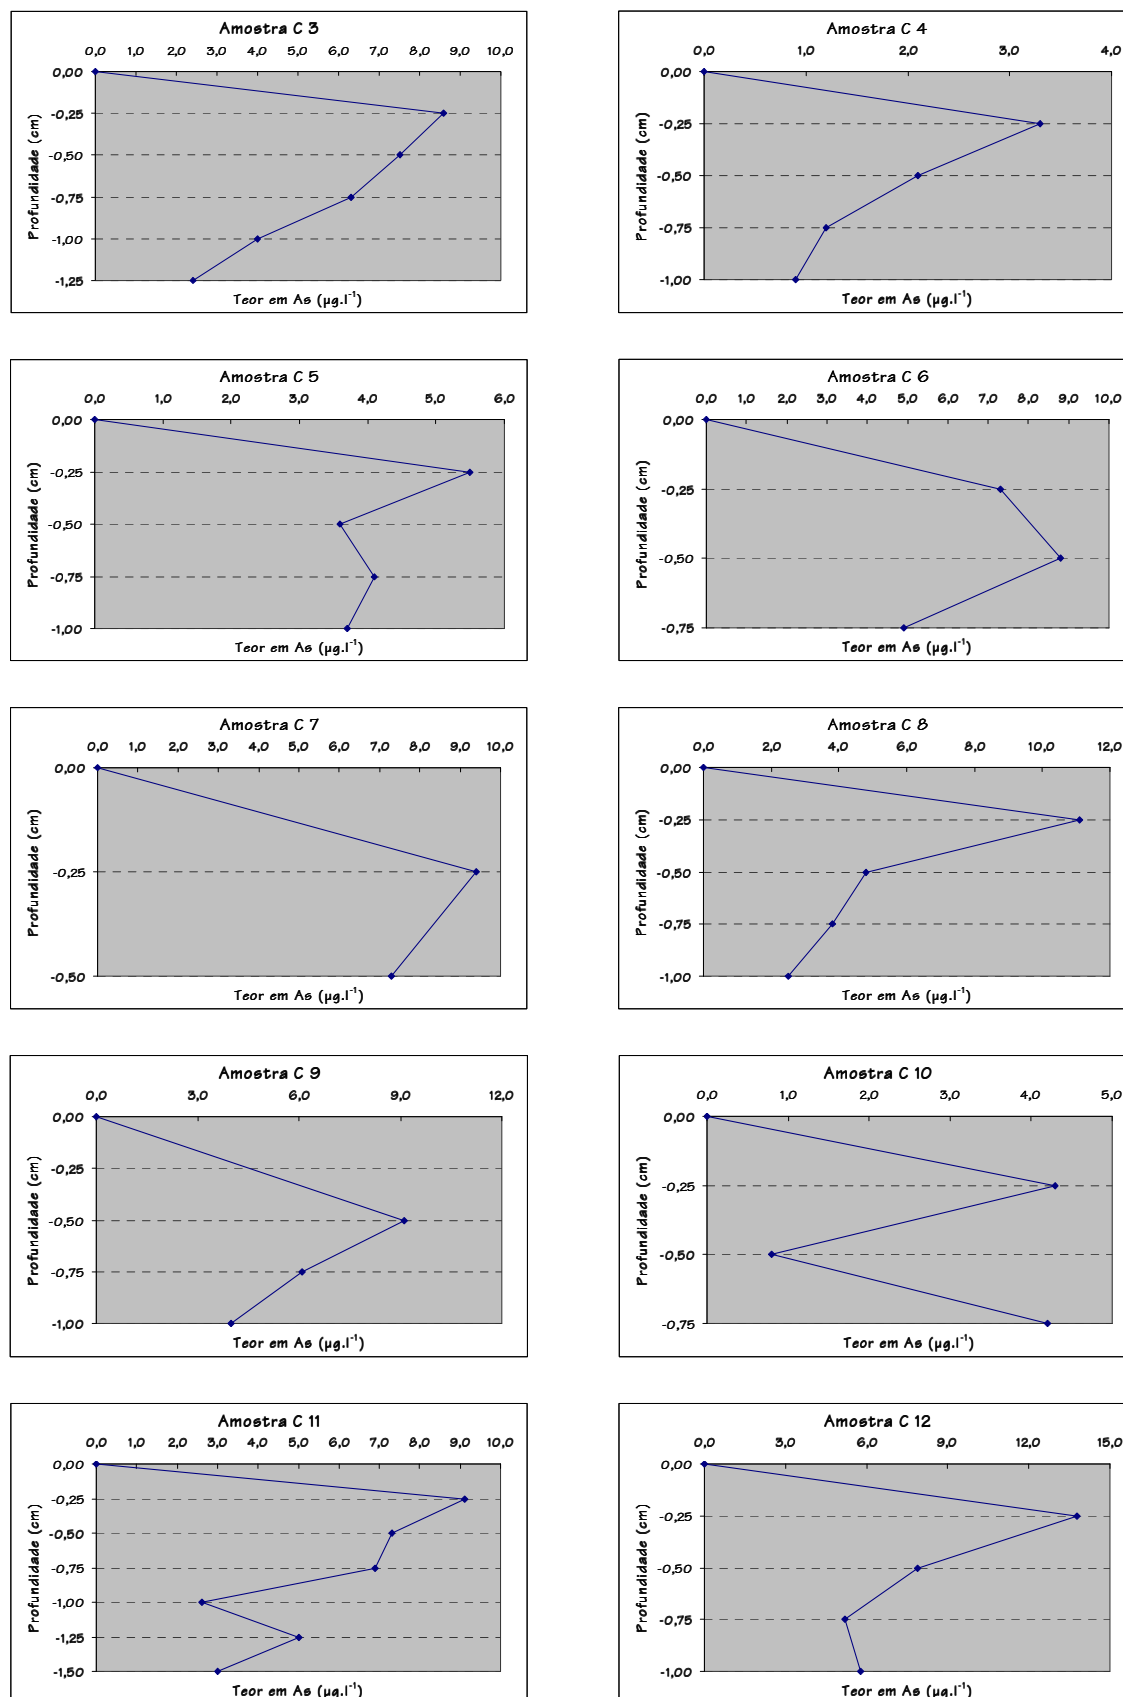 Amostra C 3
0,0 1,0 2,0 3,0 4,0 5,0 6,0 7,0 8,0 9,0 10,0
0,00
-0,25
-0,50
-0,75
-1,00
-1,25
Profundidade (cm)
Teor em As (µg.l⁻¹)
Amostra C 4
0,0 1,0 2,0 3,0 4,0
0,00
-0,25
-0,50
-0,75
-1,00
Profundidade (cm)
Teor em As (µg.l⁻¹)
Amostra C 5
0,0 1,0 2,0 3,0 4,0 5,0 6,0
0,00
-0,25
-0,50
-0,75
-1,00
Profundidade (cm)
Teor em As (µg.l⁻¹)
Amostra C 6
0,0 1,0 2,0 3,0 4,0 5,0 6,0 7,0 8,0 9,0 10,0
0,00
-0,25
-0,50
-0,75
Profundidade (cm)
Teor em As (µg.l⁻¹)
Amostra C 7
0,0 1,0 2,0 3,0 4,0 5,0 6,0 7,0 8,0 9,0 10,0
0,00
-0,25
-0,50
Profundidade (cm)
Teor em As (µg.l⁻¹)
Amostra C 8
0,0 2,0 4,0 6,0 8,0 10,0 12,0
0,00
-0,25
-0,50
-0,75
-1,00
Profundidade (cm)
Teor em As (µg.l⁻¹)
Amostra C 9
0,0 3,0 6,0 9,0 12,0
0,00
-0,25
-0,50
-0,75
-1,00
Profundidade (cm)
Teor em As (µg.l⁻¹)
Amostra C 10
0,0 1,0 2,0 3,0 4,0 5,0
0,00
-0,25
-0,50
-0,75
Profundidade (cm)
Teor em As (µg.l⁻¹)
Amostra C 11
0,0 1,0 2,0 3,0 4,0 5,0 6,0 7,0 8,0 9,0 10,0
0,00
-0,25
-0,50
-0,75
-1,00
-1,25
-1,50
Profundidade (cm)
Teor em As (µg.l⁻¹)
Amostra C 12
0,0 3,0 6,0 9,0 12,0 15,0
0,00
-0,25
-0,50
-0,75
-1,00
Profundidade (cm)
Teor em As (µg.l⁻¹)